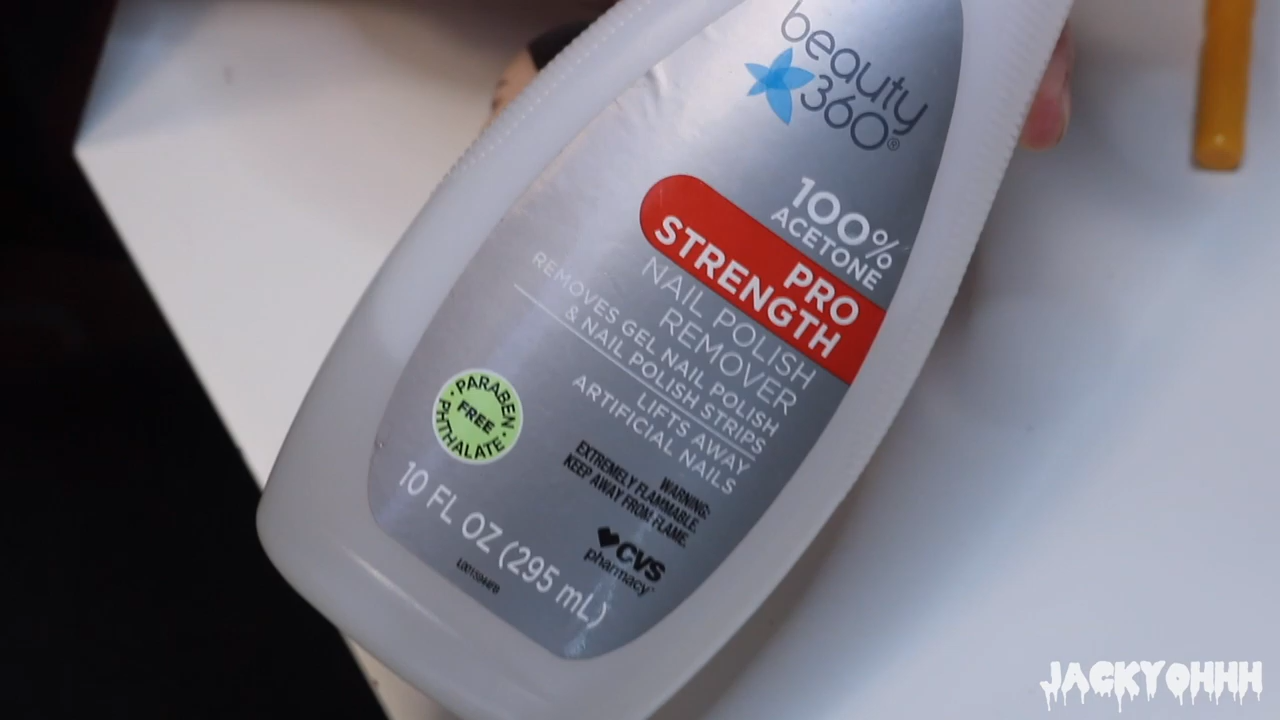 beauty
360®
100%
ACETONE
PRO
STRENGTH
NAIL POLISH
REMOVER
REMOVES GEL NAIL POLISH
& NAIL POLISH STRIPS
LIFTS AWAY
ARTIFICIAL NAILS
PARABEN
FREE
PHTHALATE
WARNING:
EXTREMELY FLAMMABLE.
KEEP AWAY FROM FLAME.
CVS
pharmacy
10 FL OZ (295 mL)
JACKYOHHH